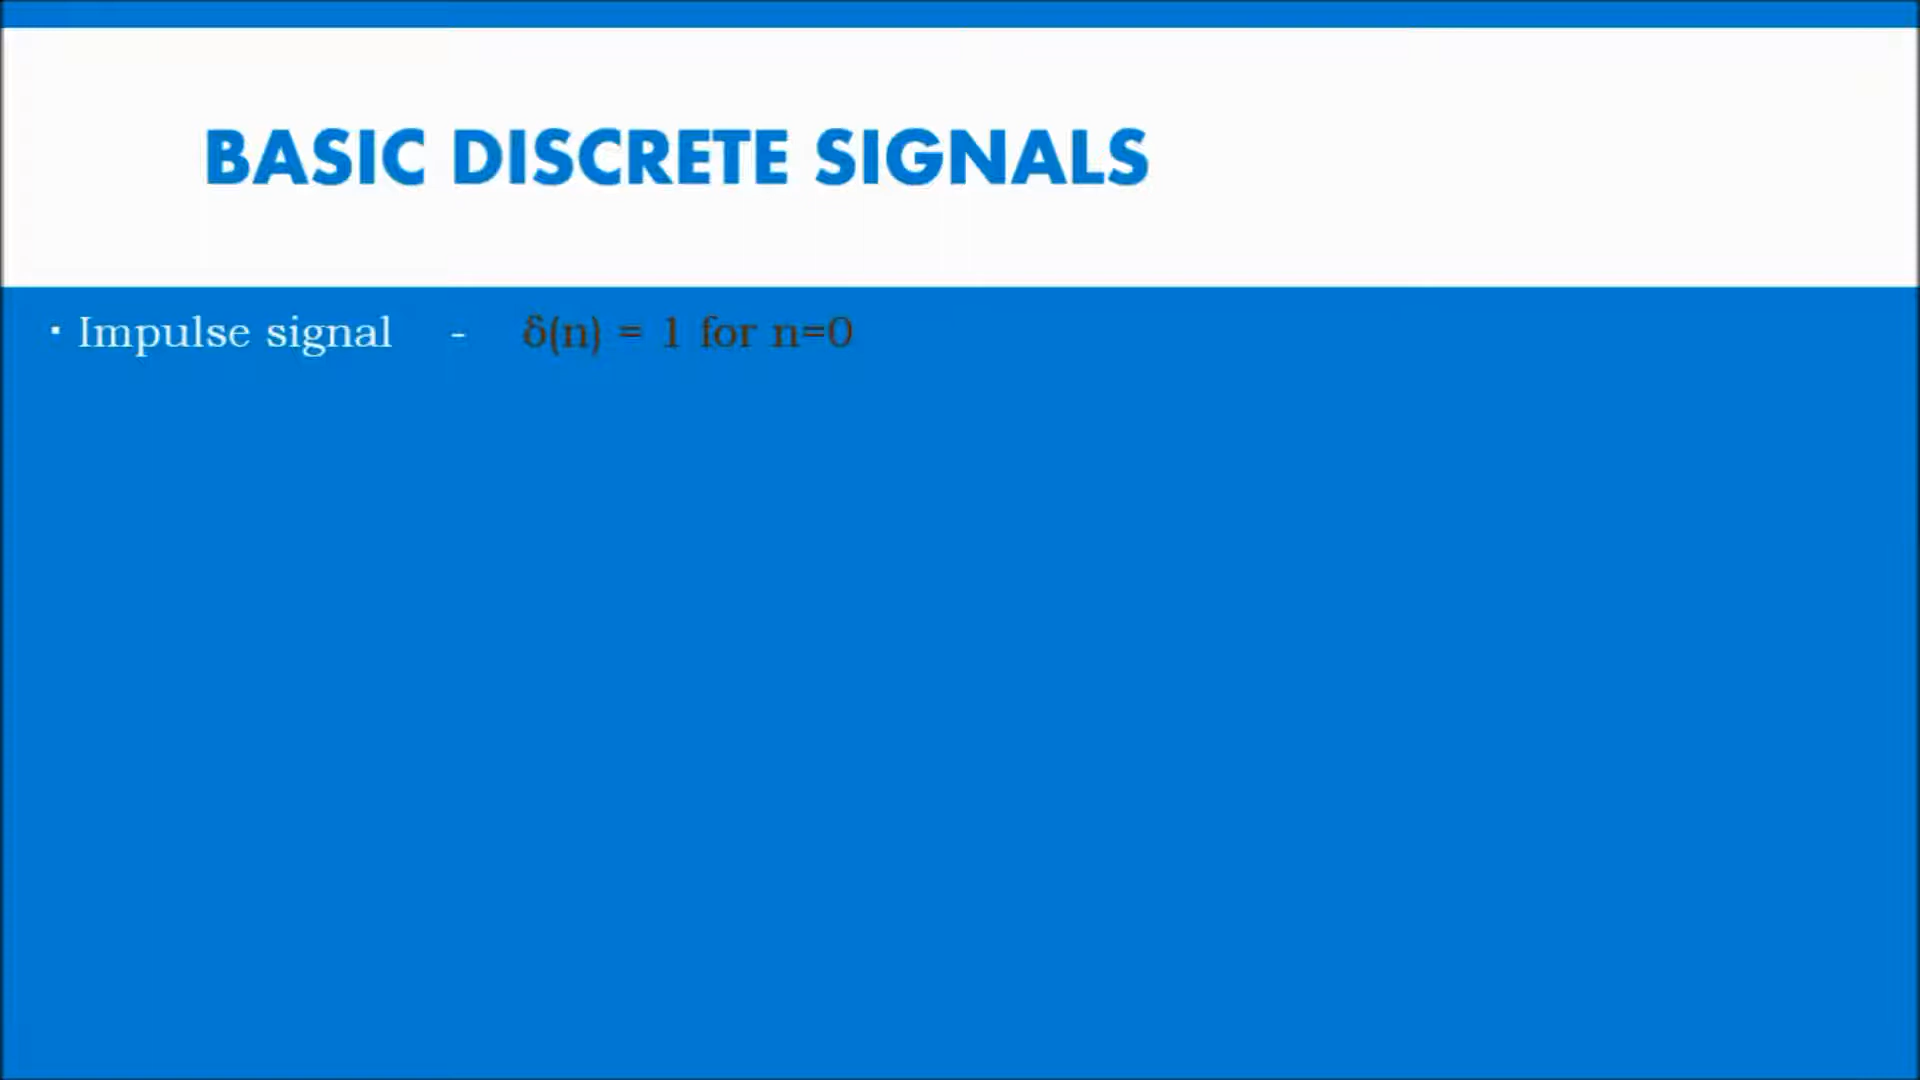 BASIC DISCRETE SIGNALS
▪ Impulse signal - δ(n) = 1 for n=0